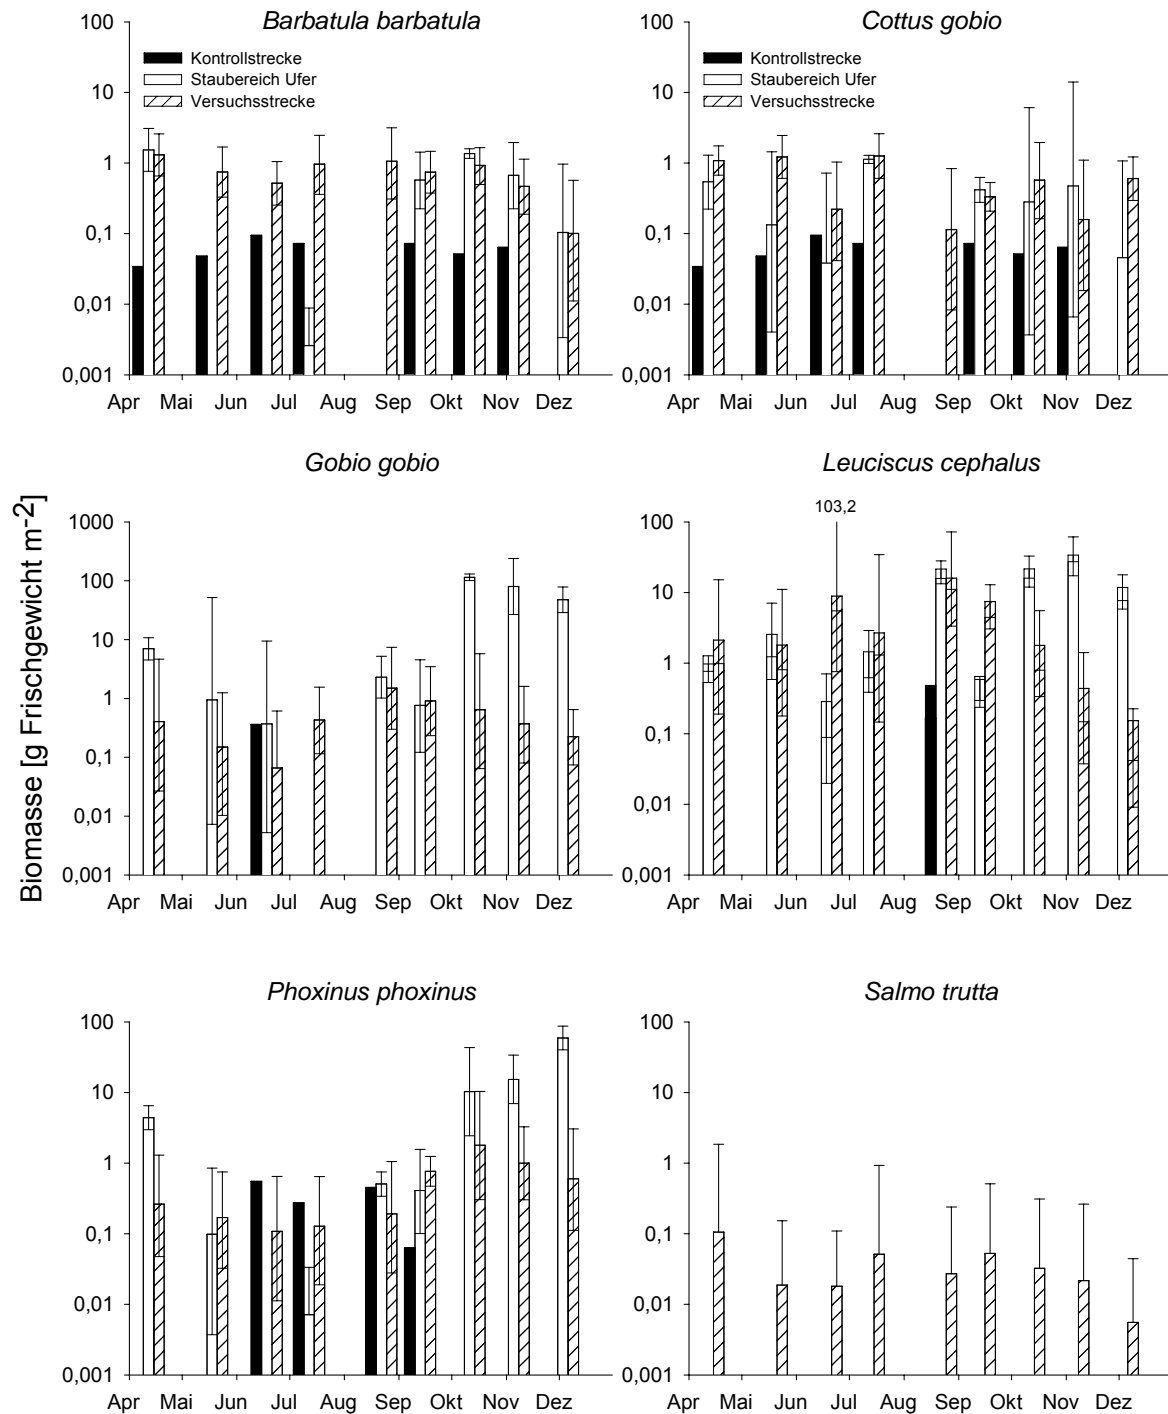 Barbatula barbatula
Cottus gobio
100
10
1
0,1
0,01
0,001
Kontrollstrecke
Staubereich Ufer
Versuchsstrecke
Apr Mai Jun Jul Aug Sep Okt Nov Dez
100
10
1
0,1
0,01
0,001
Kontrollstrecke
Staubereich Ufer
Versuchsstrecke
Apr Mai Jun Jul Aug Sep Okt Nov Dez
Biomasse [g Frischgewicht m-2]
Gobio gobio
Leuciscus cephalus
1000
100
10
1
0,1
0,01
0,001
Apr Mai Jun Jul Aug Sep Okt Nov Dez
103,2
100
10
1
0,1
0,01
0,001
Apr Mai Jun Jul Aug Sep Okt Nov Dez
Phoxinus phoxinus
Salmo trutta
100
10
1
0,1
0,01
0,001
Apr Mai Jun Jul Aug Sep Okt Nov Dez
100
10
1
0,1
0,01
0,001
Apr Mai Jun Jul Aug Sep Okt Nov Dez